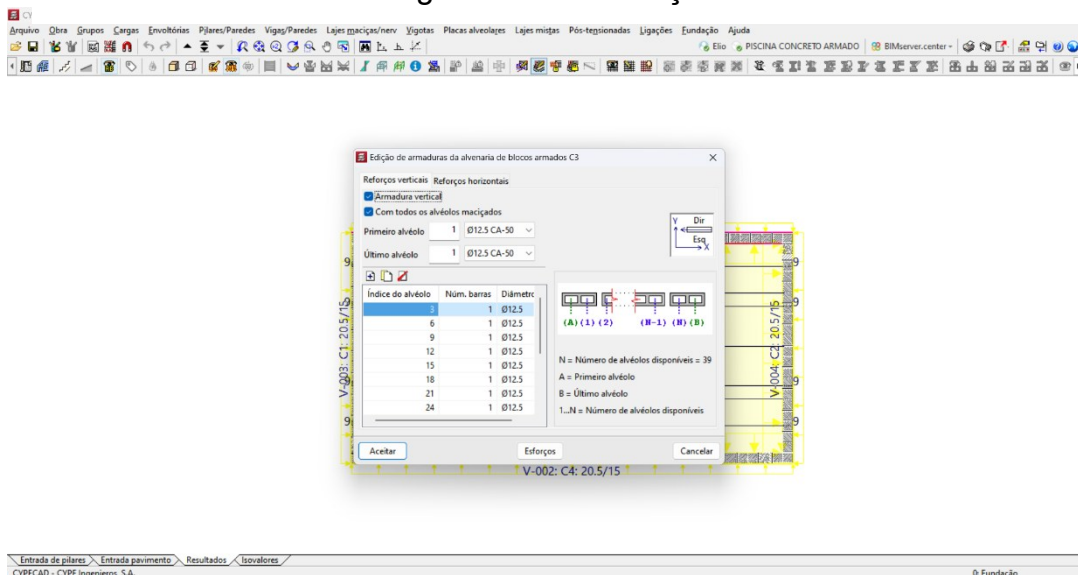 CY
Arquivo Obra Grupos Cargas Envoltórias Pilares/Paredes Vigas/Paredes Lajes maciças/nerv Vigotas Placas alveolares Lajes mistas Pós-tensionadas Ligações Fundação Ajuda
Elio PISCINA CONCRETO ARMADO BIMserver.center
Edição de armaduras da alvenaria de blocos armados C3
Reforços verticais Reforços horizontais
Armadura vertical
Com todos os alvéolos maciçados
Primeiro alvéolo 1 Ø12.5 CA-50
Último alvéolo 1 Ø12.5 CA-50
Y Dir
Esq X
Índice do alvéolo Núm. barras Diâmetro
3 1 Ø12.5
6 1 Ø12.5
9 1 Ø12.5
12 1 Ø12.5
15 1 Ø12.5
18 1 Ø12.5
21 1 Ø12.5
24 1 Ø12.5
(A) (1) (2) (N-1) (N) (B)
N = Número de alvéolos disponíveis = 39
A = Primeiro alvéolo
B = Último alvéolo
1...N = Número de alvéolos disponíveis
Aceitar Esforços Cancelar
V-003: C1: 20.5/15
V-004: C2: 20.5/15
V-002: C4: 20.5/15
Entrada de pilares Entrada pavimento Resultados Isovalores
CYPECAD - CYPE Ingenieros, S.A. 0: Fundação